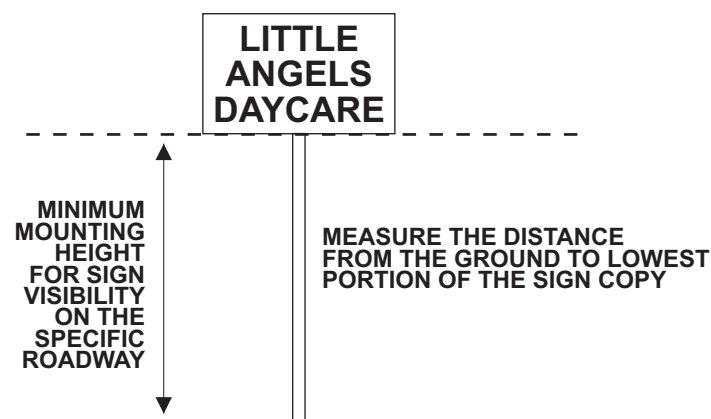 LITTLE
ANGELS
DAYCARE
MINIMUM
MOUNTING
HEIGHT
FOR SIGN
VISIBILITY
ON THE
SPECIFIC
ROADWAY
MEASURE THE DISTANCE
FROM THE GROUND TO LOWEST
PORTION OF THE SIGN COPY